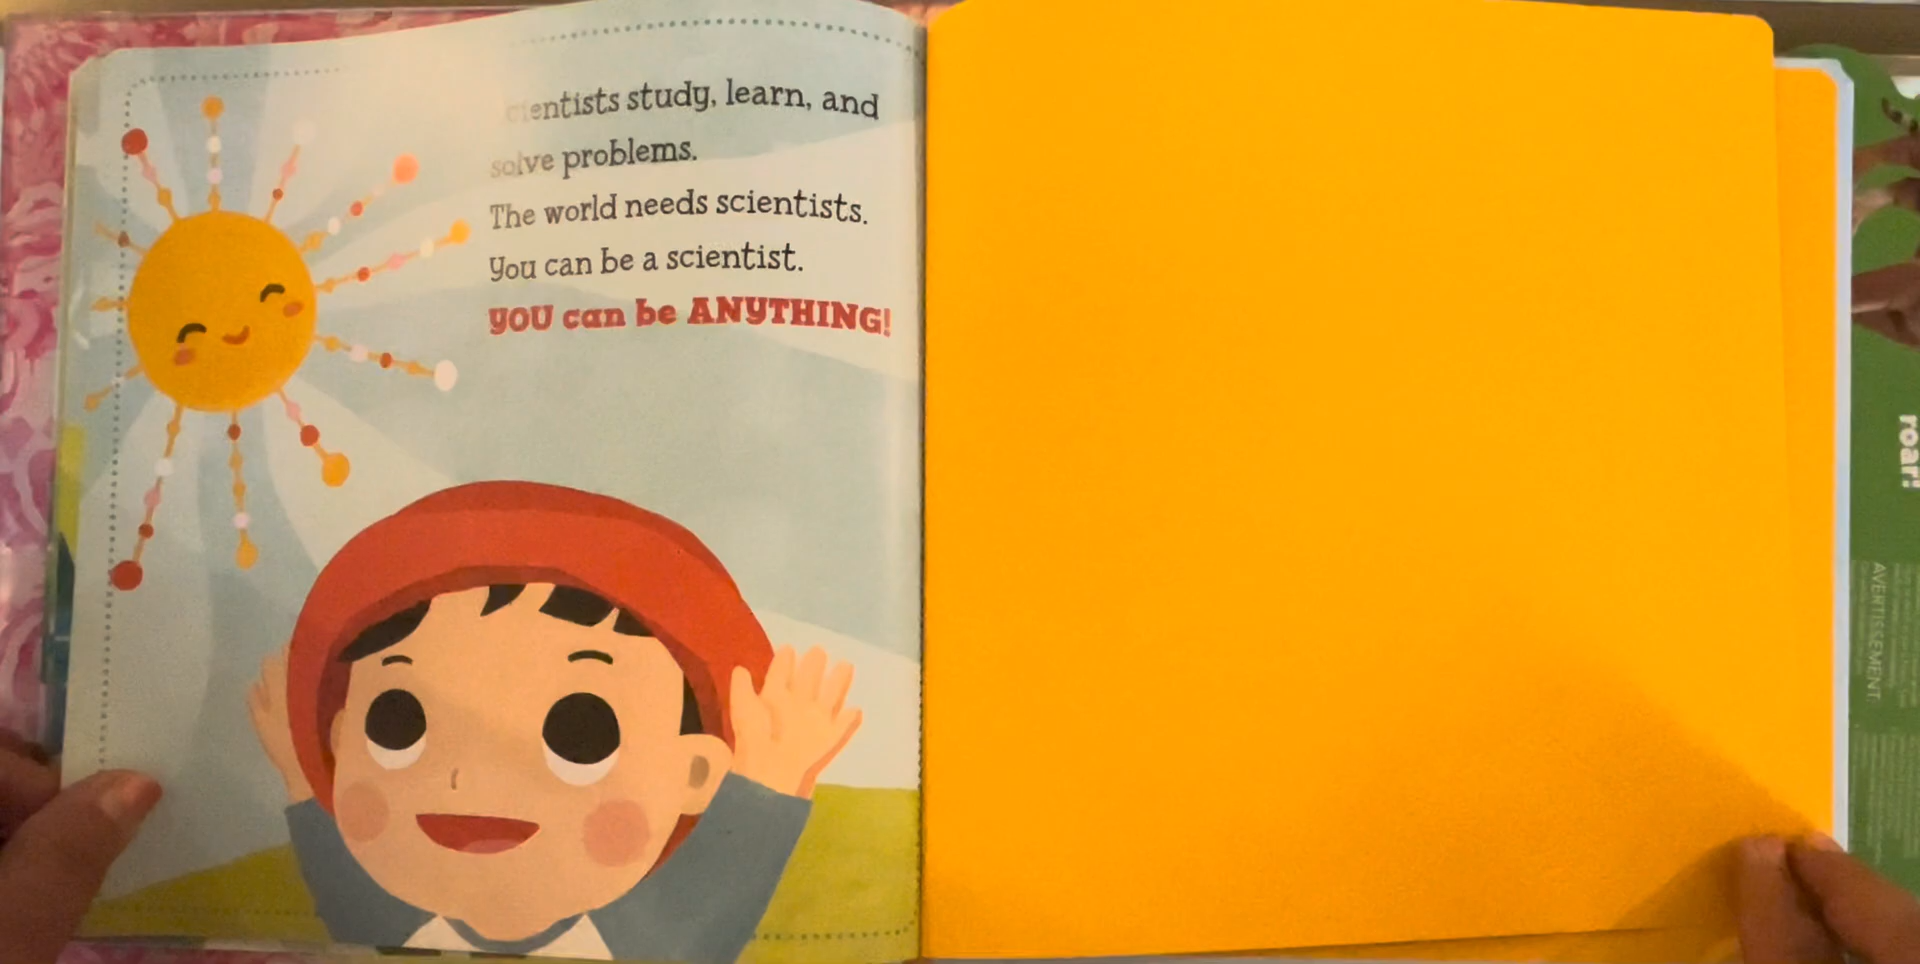 cientists study, learn, and
solve problems.
The world needs scientists.
You can be a scientist.
YOU can be ANYTHING!
roar!
AVERTISSEMENT: